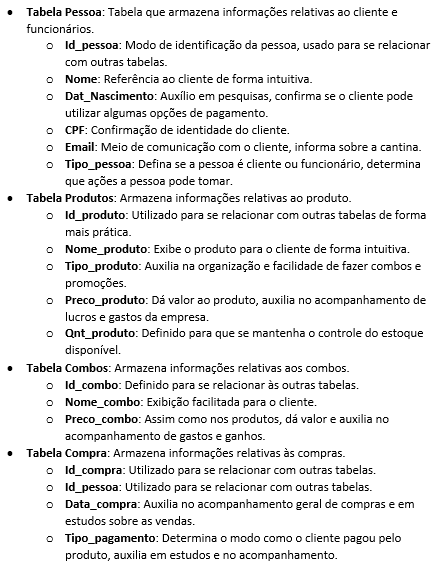 • Tabela Pessoa: Tabela que armazena informações relativas ao cliente e
funcionários.
o Id_pessoa: Modo de identificação da pessoa, usado para se relacionar
com outras tabelas.
o Nome: Referência ao cliente de forma intuitiva.
o Dat_Nascimento: Auxílio em pesquisas, confirma se o cliente pode
utilizar algumas opções de pagamento.
o CPF: Confirmação de identidade do cliente.
o Email: Meio de comunicação com o cliente, informa sobre a cantina.
o Tipo_pessoa: Defina se a pessoa é cliente ou funcionário, determina
que ações a pessoa pode tomar.
• Tabela Produtos: Armazena informações relativas ao produto.
o Id_produto: Utilizado para se relacionar com outras tabelas de forma
mais prática.
o Nome_produto: Exibe o produto para o cliente de forma intuitiva.
o Tipo_produto: Auxilia na organização e facilidade de fazer combos e
promoções.
o Preco_produto: Dá valor ao produto, auxilia no acompanhamento de
lucros e gastos da empresa.
o Qnt_produto: Definido para que se mantenha o controle do estoque
disponível.
• Tabela Combos: Armazena informações relativas aos combos.
o Id_combo: Definido para se relacionar às outras tabelas.
o Nome_combo: Exibição facilitada para o cliente.
o Preco_combo: Assim como nos produtos, dá valor e auxilia no
acompanhamento de gastos e ganhos.
• Tabela Compra: Armazena informações relativas às compras.
o Id_compra: Utilizado para se relacionar com outras tabelas.
o Id_pessoa: Utilizado para se relacionar com outras tabelas.
o Data_compra: Auxilia no acompanhamento geral de compras e em
estudos sobre as vendas.
o Tipo_pagamento: Determina o modo como o cliente pagou pelo
produto, auxilia em estudos e no acompanhamento.